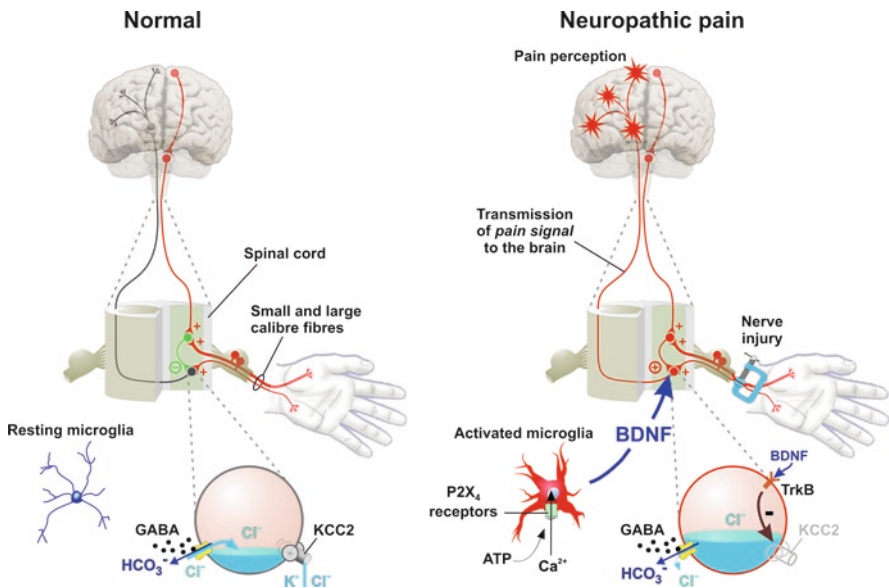 Normal
Spinal cord
Small and large
calibre fibres
+
+
−
+
Resting microglia
GABA
Cl⁻
KCC2
HCO₃⁻
Cl⁻
K⁺
Cl⁻
Neuropathic pain
Pain perception
Transmission
of pain signal
to the brain
Nerve
injury
+
+
+
+
Activated microglia
BDNF
P2X₄
receptors
ATP
Ca²⁺
BDNF
TrkB
-
GABA
Cl⁻
KCC2
HCO₃⁻
Cl⁻